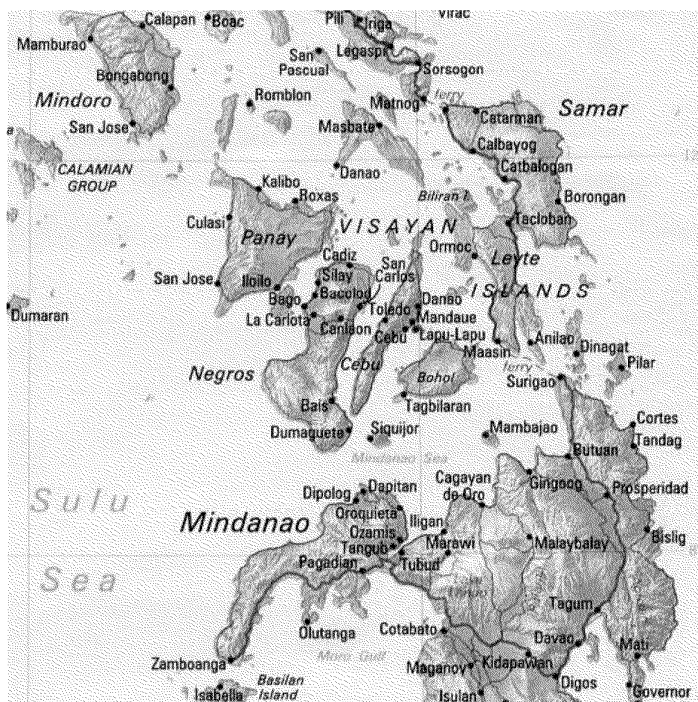 Calapan
Boac
Pili
Iriga
Virac
Mamburao
Legaspi
San
Pascual
Sorsogon
Bongabong
ferry
Mindoro
Romblon
Matnog
Samar
Catarman
San Jose
Masbate
Calbayog
12
CALAMIAN
GROUP
Danao
Catbalogan
Kalibo
Roxas
Biliran I.
Borongan
Culasi
VISAYAN
Tacloban
Panay
Ormoc
Leyte
Cadiz
San
Carlos
San Jose
Iloilo
Silay
Bacolod
ISLANDS
Dumaran
Bago
Toledo
Danao
La Carlota
Canlaon
Mandaue
Cebu
Lapu-Lapu
Anilao
Dinagat
Maasin
Pilar
Negros
Cebu
Bohol
ferry
Surigao
Bais
Tagbilaran
Cortes
Dumaguete
Siquijor
Mambajao
Tandag
Mindanao Sea
Butuan
Sulu
Sea
Dipolog
Dapitan
Cagayan
de Oro
Gingoog
Prosperidad
Mindanao
Oroquieta
Iligan
Ozamis
Bislig
Tangub
Marawi
Malaybalay
8
Pagadian
Tubud
Tagum
Olutanga
Cotabato
Davao
Mati
Zamboanga
Moro Gulf
Maganoy
Kidapawan
Isabella
Basilan
Island
Isulan
Digos
Governor